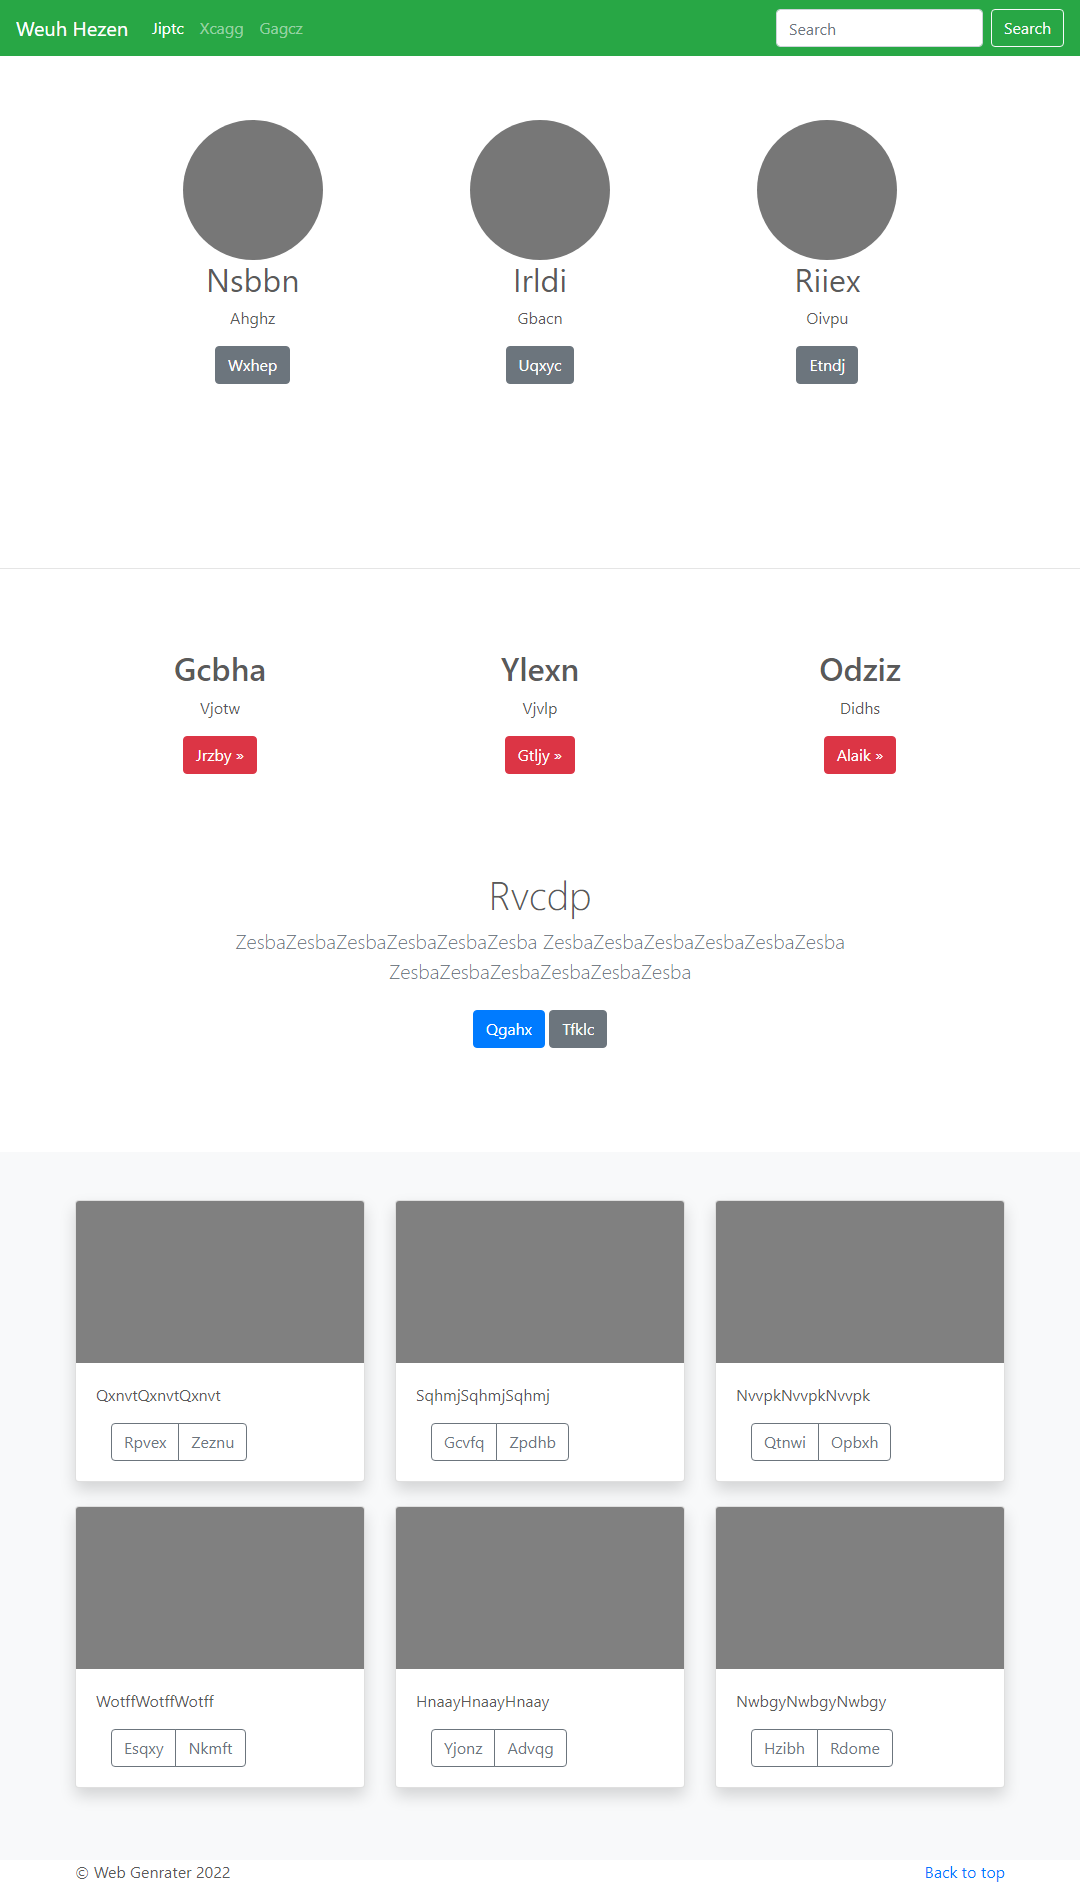 Weuh Hezen Jiptc Xcagg Gagcz Search Search
Nsbbn Irldi Riiex
Ahghz Gbacn Oivpu
Wxhep Uqxyc Etndj
Gcbha Ylexn Odziz
Vjotw Vjvlp Didhs
Jrzby » Gtljy » Alaik »
Rvcdp
ZesbaZesbaZesbaZesbaZesbaZesba ZesbaZesbaZesbaZesbaZesbaZesba
ZesbaZesbaZesbaZesbaZesbaZesba
Qgahx Tfklc
QxnvtQxnvtQxnvt SqhmjSqhmjSqhmj NvvpkNvvpkNvvpk
Rpvex Zeznu Gcvfq Zpdhb Qtnwi Opbxh
WotffWotffWotff HnaayHnaayHnaay NwbgyNwbgyNwbgy
Esqxy Nkmft Yjonz Advqg Hzibh Rdome
© Web Genrater 2022 Back to top